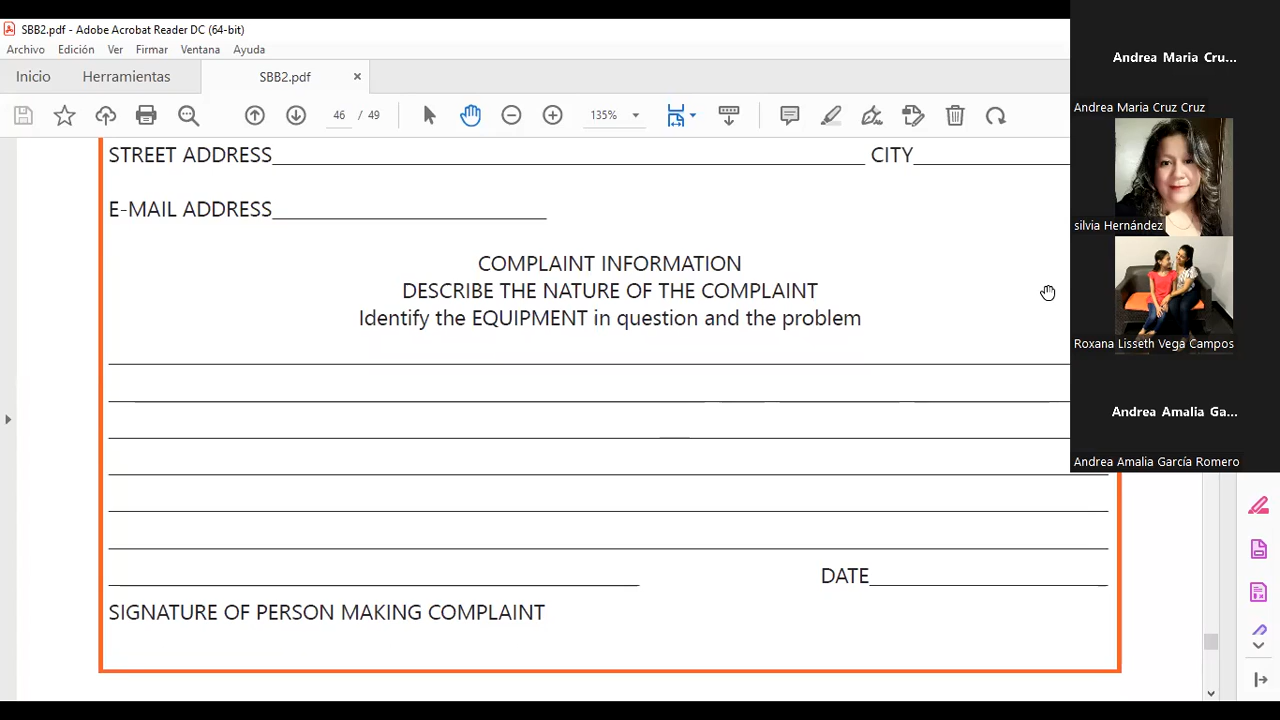 SBB2.pdf - Adobe Acrobat Reader DC (64-bit)
Archivo Edición Ver Firmar Ventana Ayuda
Inicio Herramientas SBB2.pdf ×
46 / 49 135%
STREET ADDRESS CITY
E-MAIL ADDRESS
COMPLAINT INFORMATION
DESCRIBE THE NATURE OF THE COMPLAINT
Identify the EQUIPMENT in question and the problem
DATE
SIGNATURE OF PERSON MAKING COMPLAINT
Andrea Maria Cru...
Andrea Maria Cruz Cruz
silvia Hernández
Roxana Lisseth Vega Campos
Andrea Amalia Ga...
Andrea Amalia García Romero